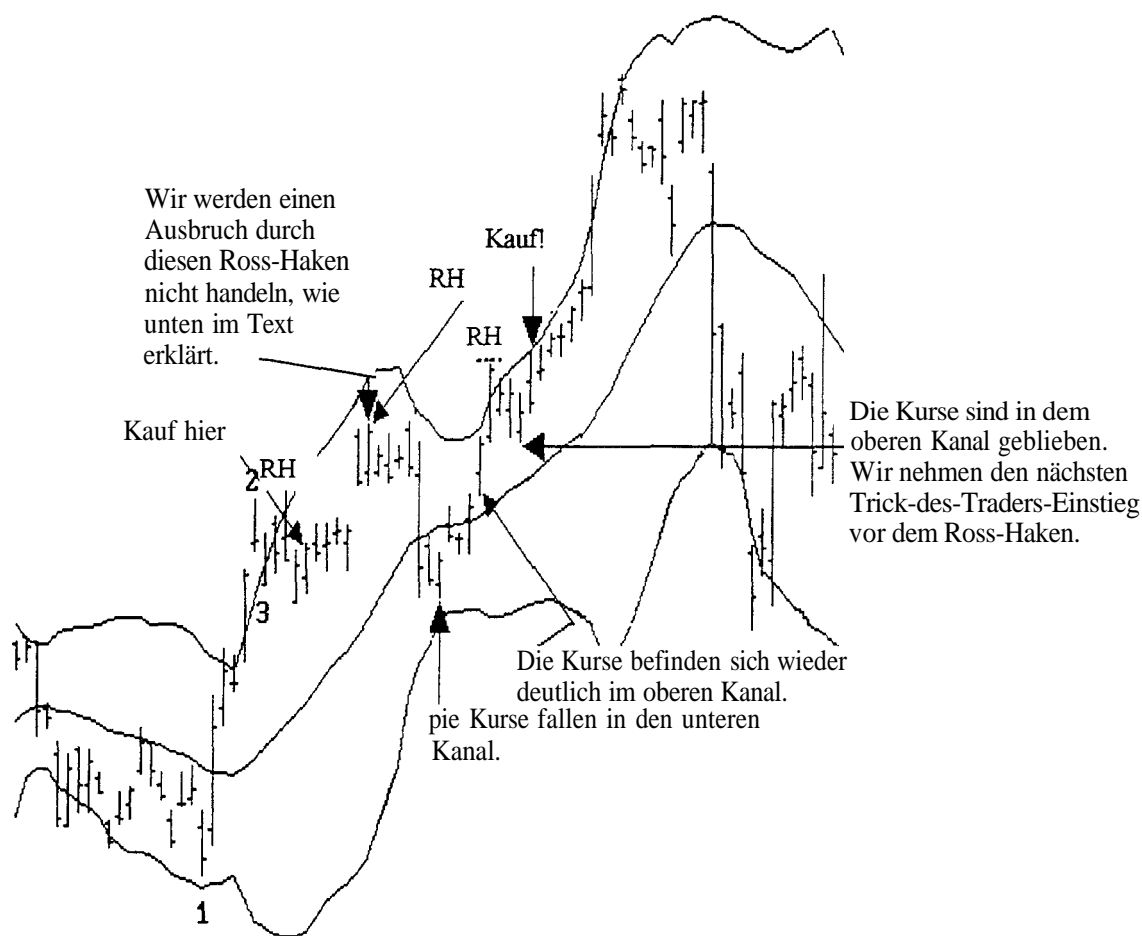 Wir werden einen
Ausbruch durch
diesen Ross-Haken
nicht handeln, wie
unten im Text
erklärt.
Kauf!
RH
RH
Kauf hier
2
RH
3
Die Kurse sind in dem
oberen Kanal geblieben.
Wir nehmen den nächsten
Trick-des-Traders-Einstieg
vor dem Ross-Haken.
Die Kurse befinden sich wieder
deutlich im oberen Kanal.
pie Kurse fallen in den unteren
Kanal.
1